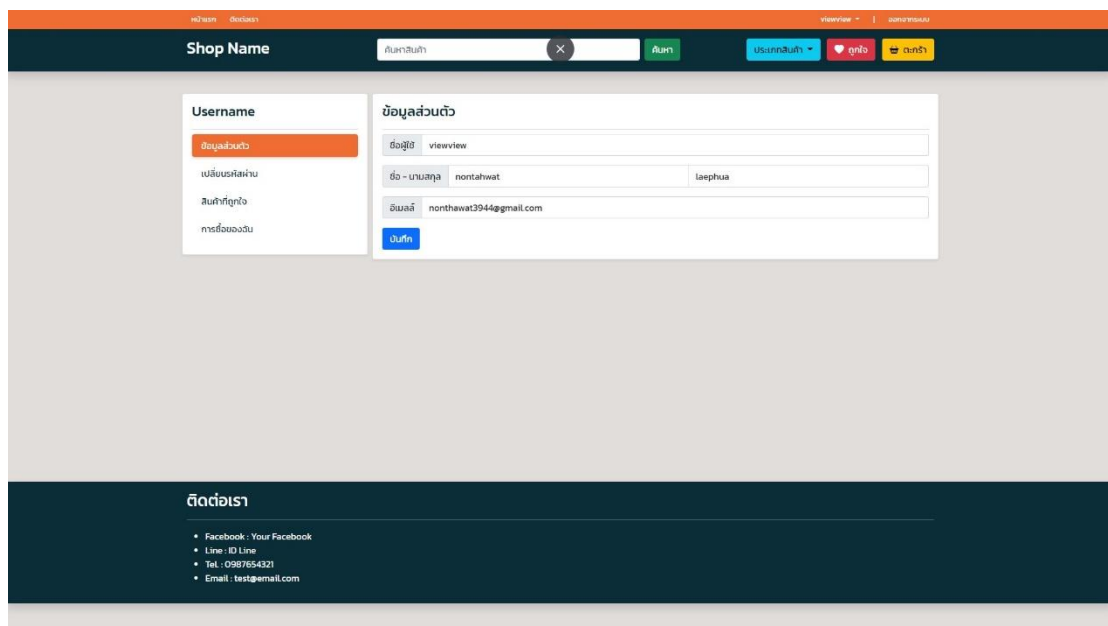 หน้าแรก ติดต่อเรา viewview | ออกจากระบบ
Shop Name ค้นหาสินค้า ค้นหา ประเภทสินค้า ถูกใจ ตะกร้า
Username
ข้อมูลส่วนตัว
เปลี่ยนรหัสผ่าน
สินค้าที่ถูกใจ
การซื้อของฉัน
ข้อมูลส่วนตัว
ชื่อผู้ใช้ viewview
ชื่อ - นามสกุล nontahwat laephua
อีเมลล์ nonthawat3944@gmail.com
บันทึก
ติดต่อเรา
• Facebook : Your Facebook
• Line : ID Line
• Tel. : 0987654321
• Email : test@email.com